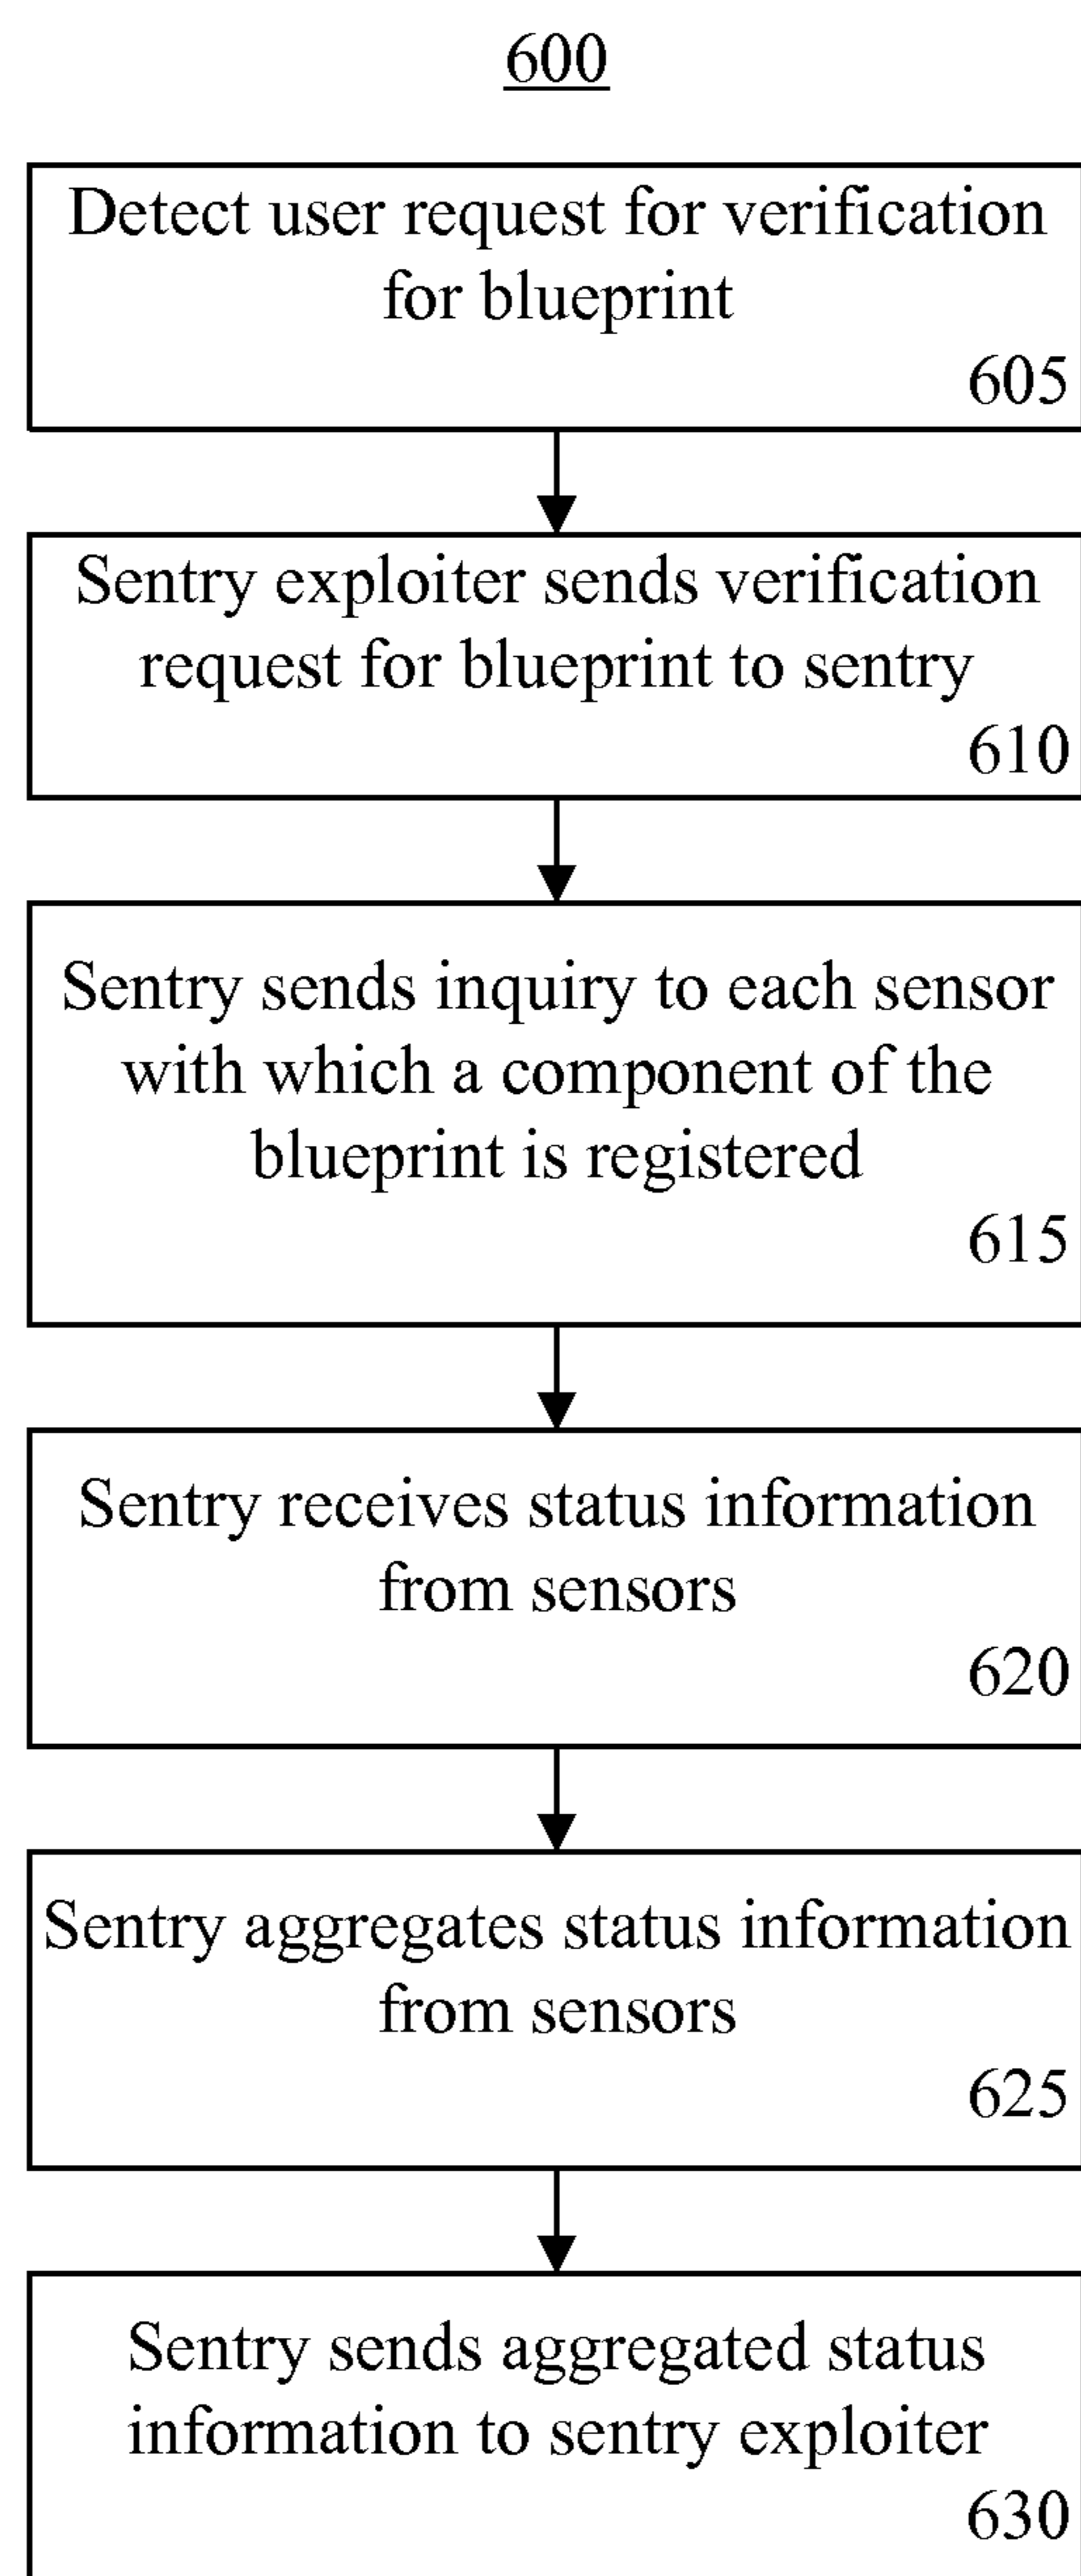 600
Detect user request for verification
for blueprint
605
Sentry exploiter sends verification
request for blueprint to sentry
610
Sentry sends inquiry to each sensor
with which a component of the
blueprint is registered
615
Sentry receives status information
from sensors
620
Sentry aggregates status information
from sensors
625
Sentry sends aggregated status
information to sentry exploiter
630